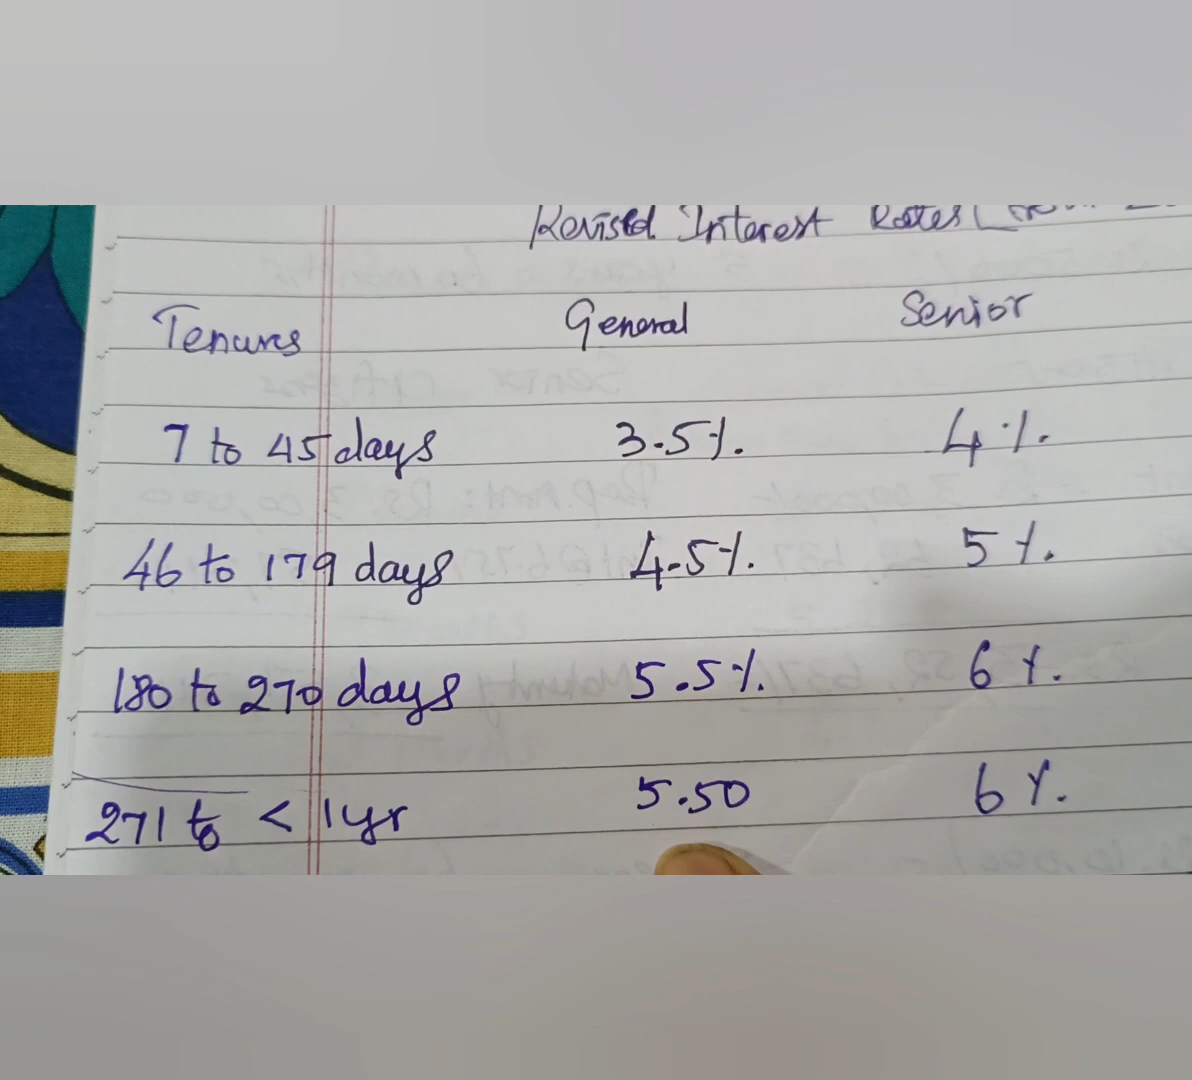 Revised Interest Rates (from
Tenures General Senior
7 to 45 days 3.5%. 4%.
46 to 179 days 4.5%. 5%.
180 to 270 days 5.5%. 6%.
271 to < 1yr 5.50 6%.